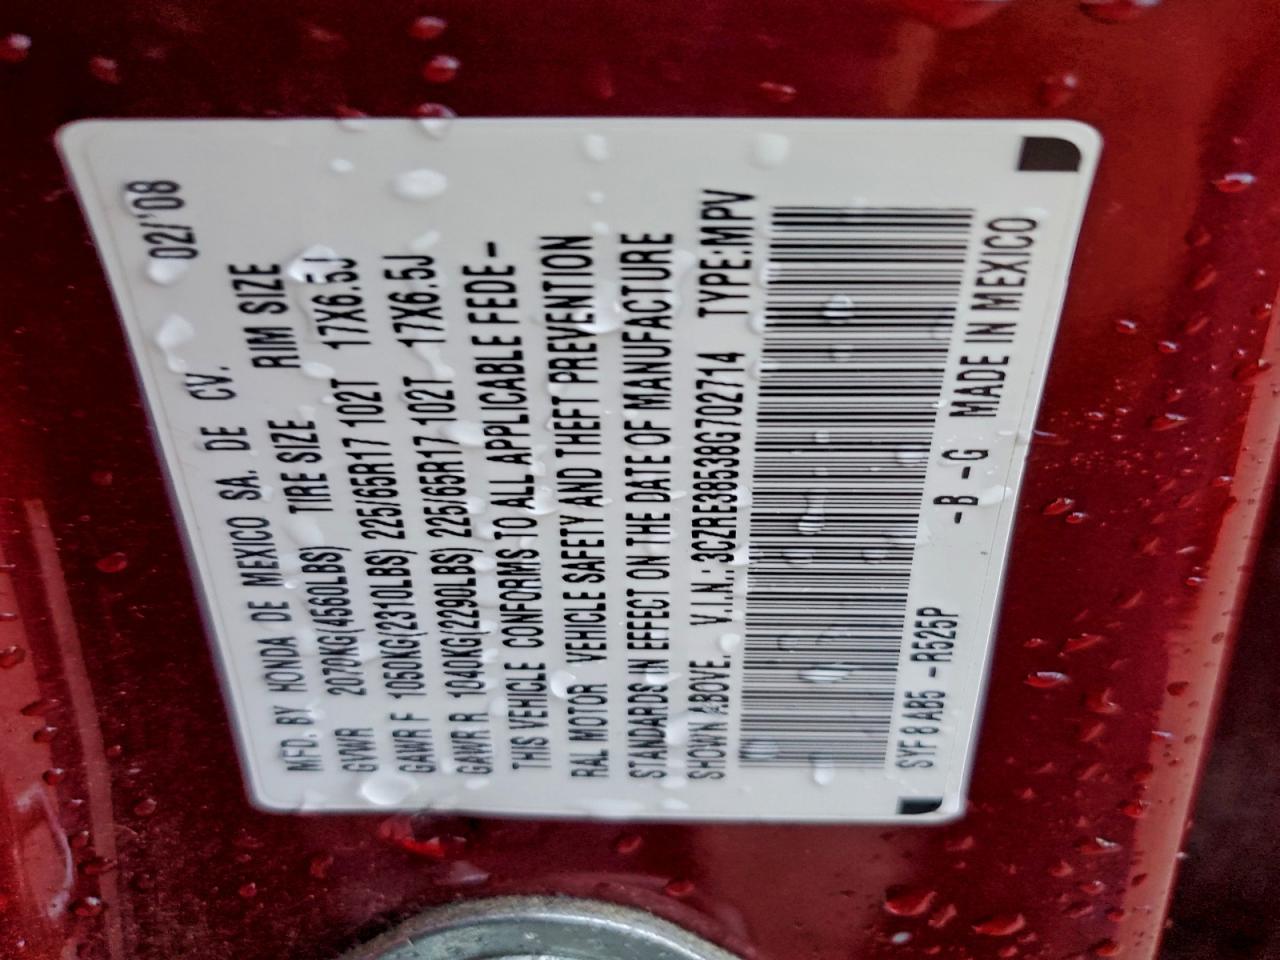 02/'08
MFD. BY HONDA DE MEXICO SA. DE CV.
GVWR 2070KG(4560LBS) TIRE SIZE RIM SIZE
GAWR F 1050KG(2310LBS) 225/65R17 102T 17X6.5J
GAWR R 1040KG(2290LBS) 225/65R17 102T 17X6.5J
THIS VEHICLE CONFORMS TO ALL APPLICABLE FEDE-
RAL MOTOR VEHICLE SAFETY AND THEFT PREVENTION
STANDARDS IN EFFECT ON THE DATE OF MANUFACTURE
SHOWN ABOVE. V.I.N.: 3CZRE38538G702714 TYPE:MPV
SYF 8 AB5 -R525P -B -G MADE IN MEXICO